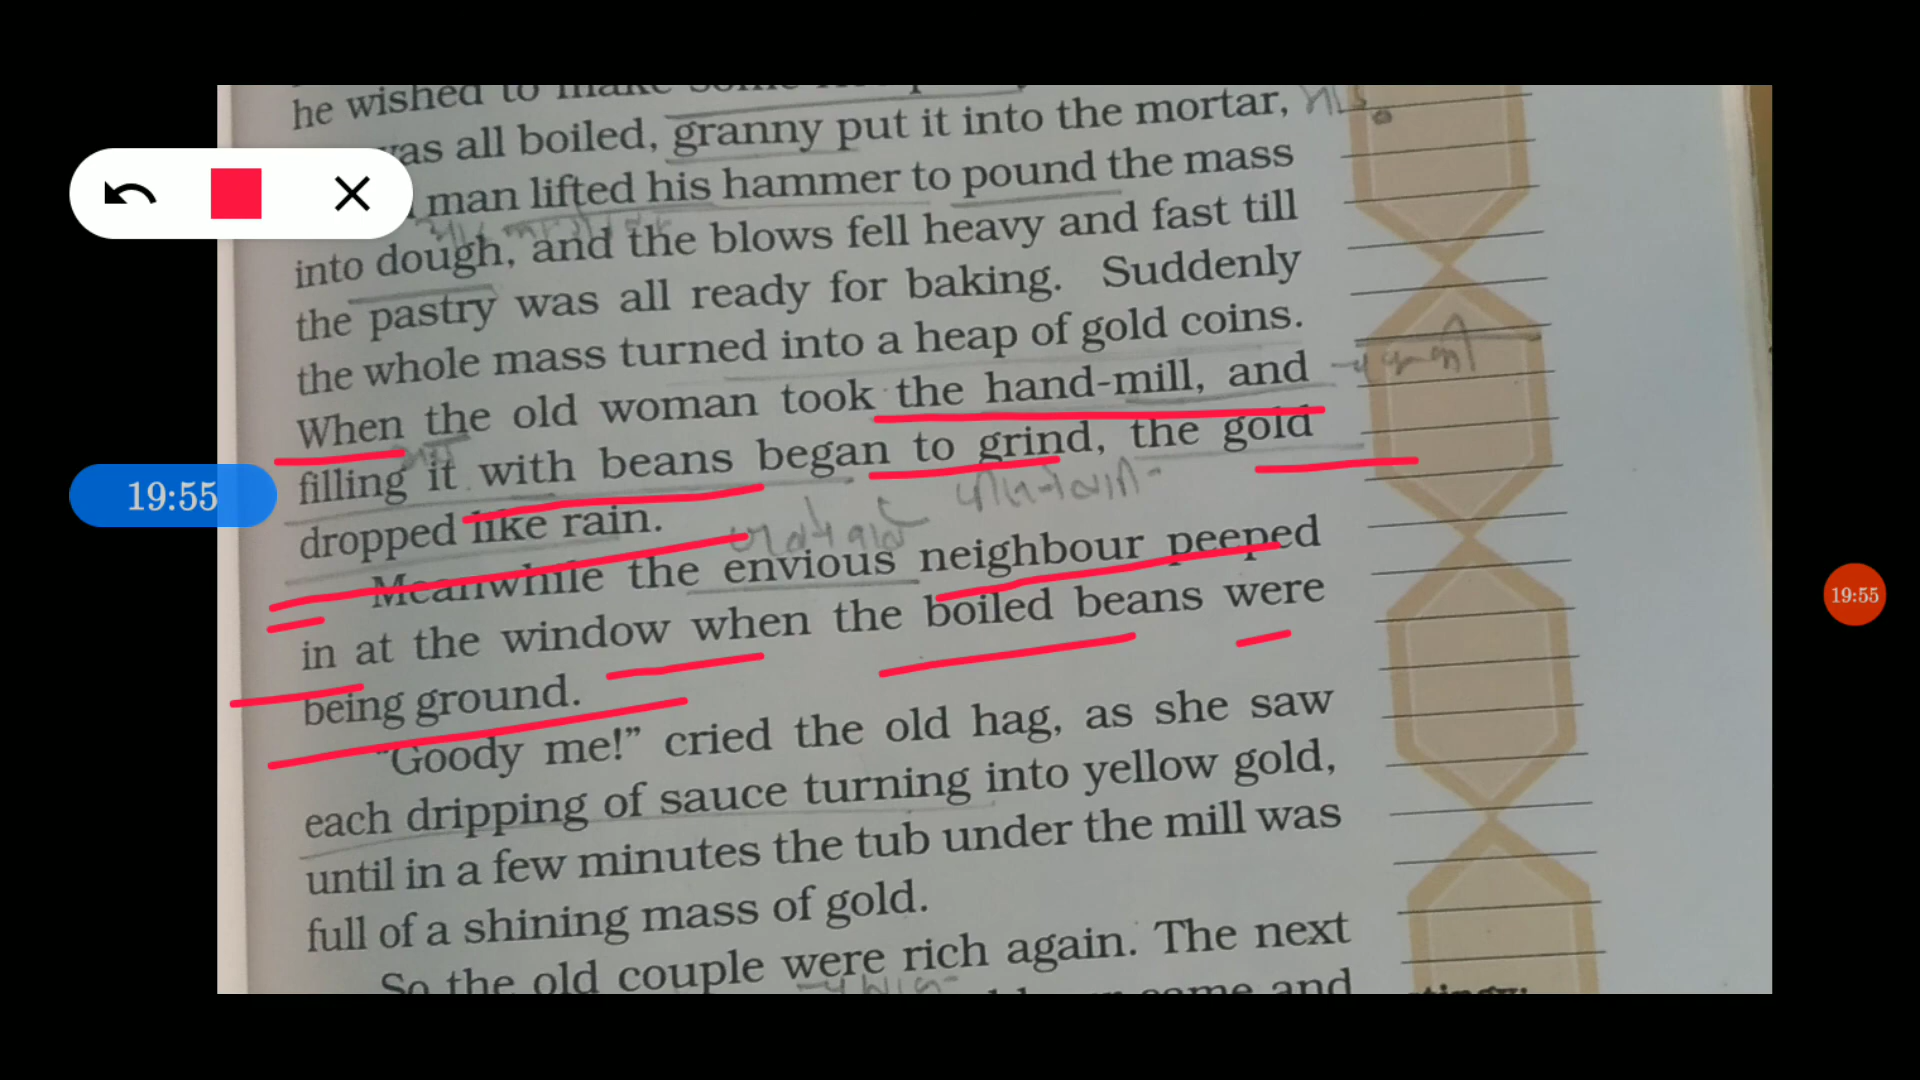 he wished to make some
was all boiled, granny put it into the mortar,
man lifted his hammer to pound the mass
into dough, and the blows fell heavy and fast till
the pastry was all ready for baking. Suddenly
the whole mass turned into a heap of gold coins.
When the old woman took the hand-mill, and
filling it with beans began to grind, the gold
dropped like rain.
Meanwhile the envious neighbour peeped
in at the window when the boiled beans were
being ground.
"Goody me!" cried the old hag, as she saw
each dripping of sauce turning into yellow gold,
until in a few minutes the tub under the mill was
full of a shining mass of gold.
So the old couple were rich again. The next
came and
19:55
19:55